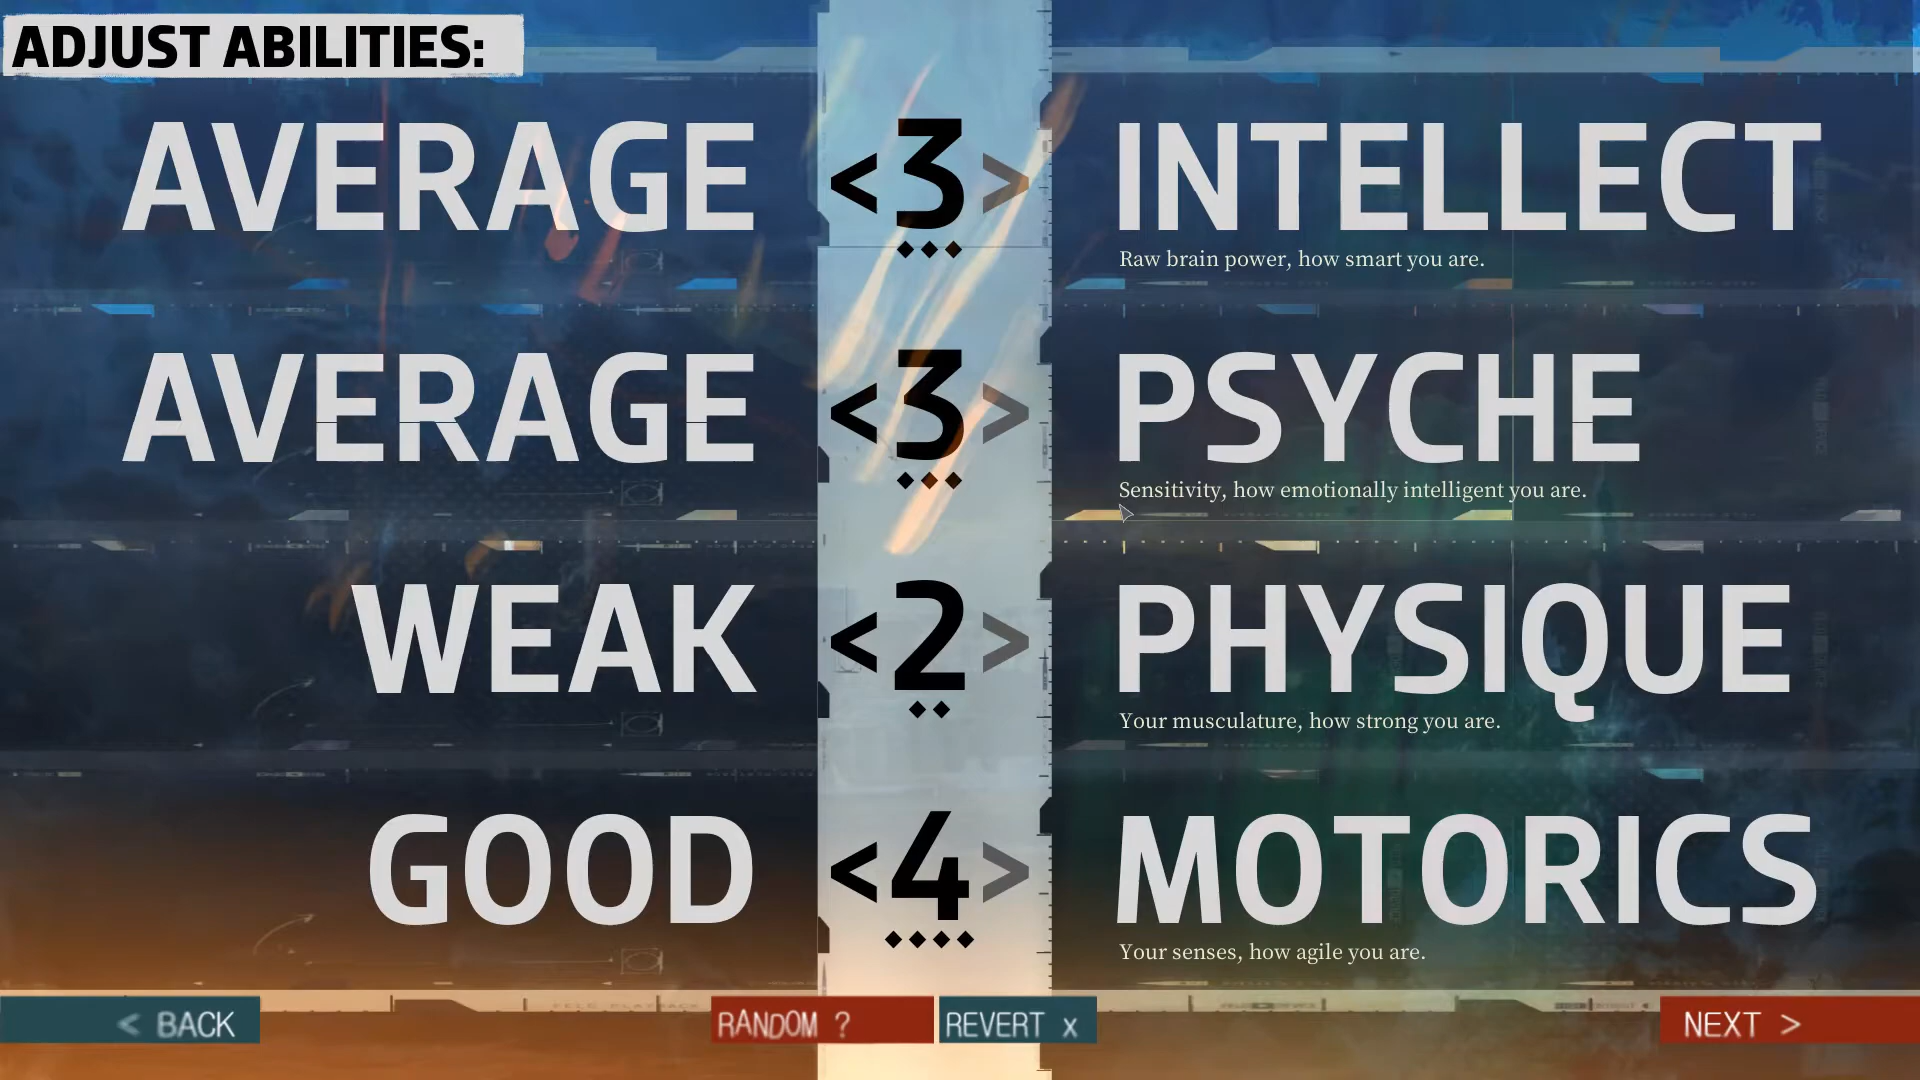 ADJUST ABILITIES:
AVERAGE <3> INTELLECT
Raw brain power, how smart you are.
AVERAGE <3> PSYCHE
Sensitivity, how emotionally intelligent you are.
WEAK <2> PHYSIQUE
Your musculature, how strong you are.
GOOD <4> MOTORICS
Your senses, how agile you are.
< BACK RANDOM ? REVERT x NEXT >